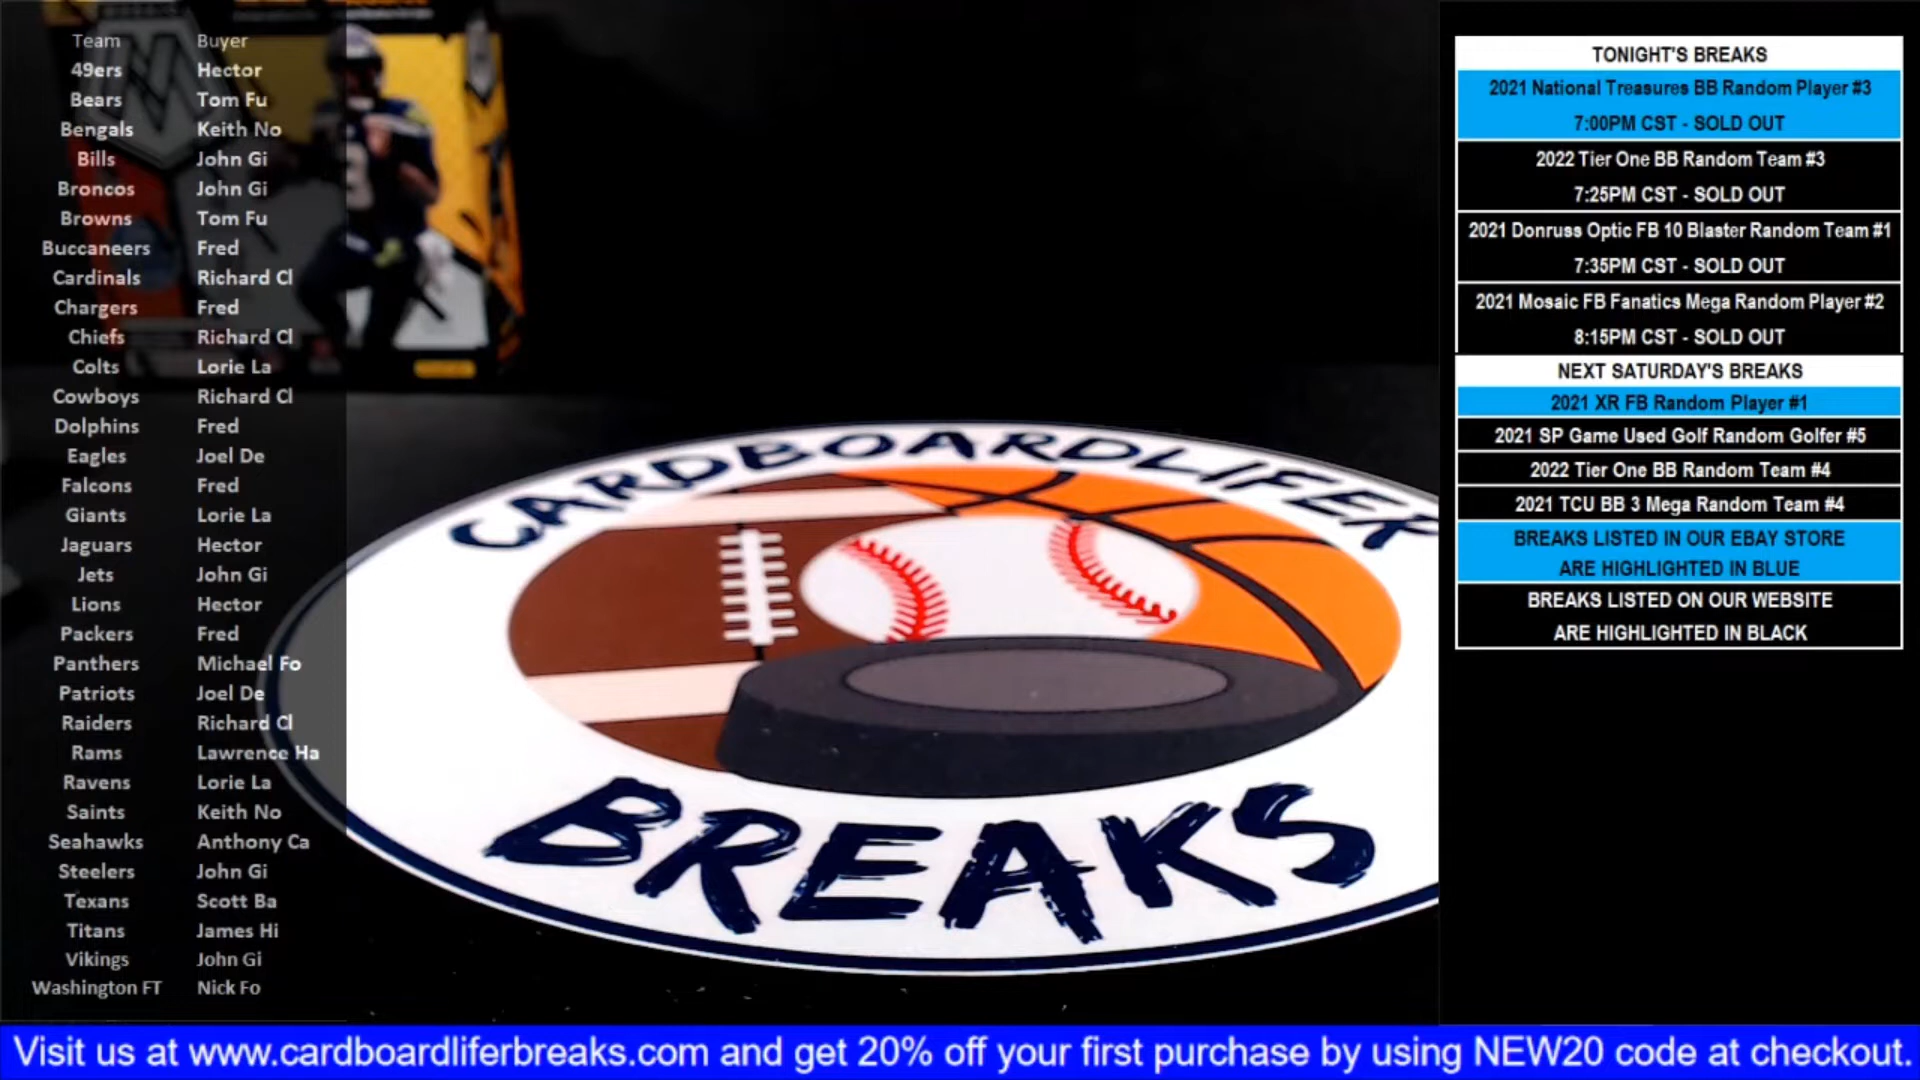 Team Buyer
49ers Hector
Bears Tom Fu
Bengals Keith No
Bills John Gi
Broncos John Gi
Browns Tom Fu
Buccaneers Fred
Cardinals Richard Cl
Chargers Fred
Chiefs Richard Cl
Colts Lorie La
Cowboys Richard Cl
Dolphins Fred
Eagles Joel De
Falcons Fred
Giants Lorie La
Jaguars Hector
Jets John Gi
Lions Hector
Packers Fred
Panthers Michael Fo
Patriots Joel De
Raiders Richard Cl
Rams Lawrence Ha
Ravens Lorie La
Saints Keith No
Seahawks Anthony Ca
Steelers John Gi
Texans Scott Ba
Titans James Hi
Vikings John Gi
Washington FT Nick Fo
3
CARDBOARDLIFER
BREAKS
TONIGHT'S BREAKS
2021 National Treasures BB Random Player #3
7:00PM CST - SOLD OUT
2022 Tier One BB Random Team #3
7:25PM CST - SOLD OUT
2021 Donruss Optic FB 10 Blaster Random Team #1
7:35PM CST - SOLD OUT
2021 Mosaic FB Fanatics Mega Random Player #2
8:15PM CST - SOLD OUT
NEXT SATURDAY'S BREAKS
2021 XR FB Random Player #1
2021 SP Game Used Golf Random Golfer #5
2022 Tier One BB Random Team #4
2021 TCU BB 3 Mega Random Team #4
BREAKS LISTED IN OUR EBAY STORE
ARE HIGHLIGHTED IN BLUE
BREAKS LISTED ON OUR WEBSITE
ARE HIGHLIGHTED IN BLACK
Visit us at www.cardboardliferbreaks.com and get 20% off your first purchase by using NEW20 code at checkout.